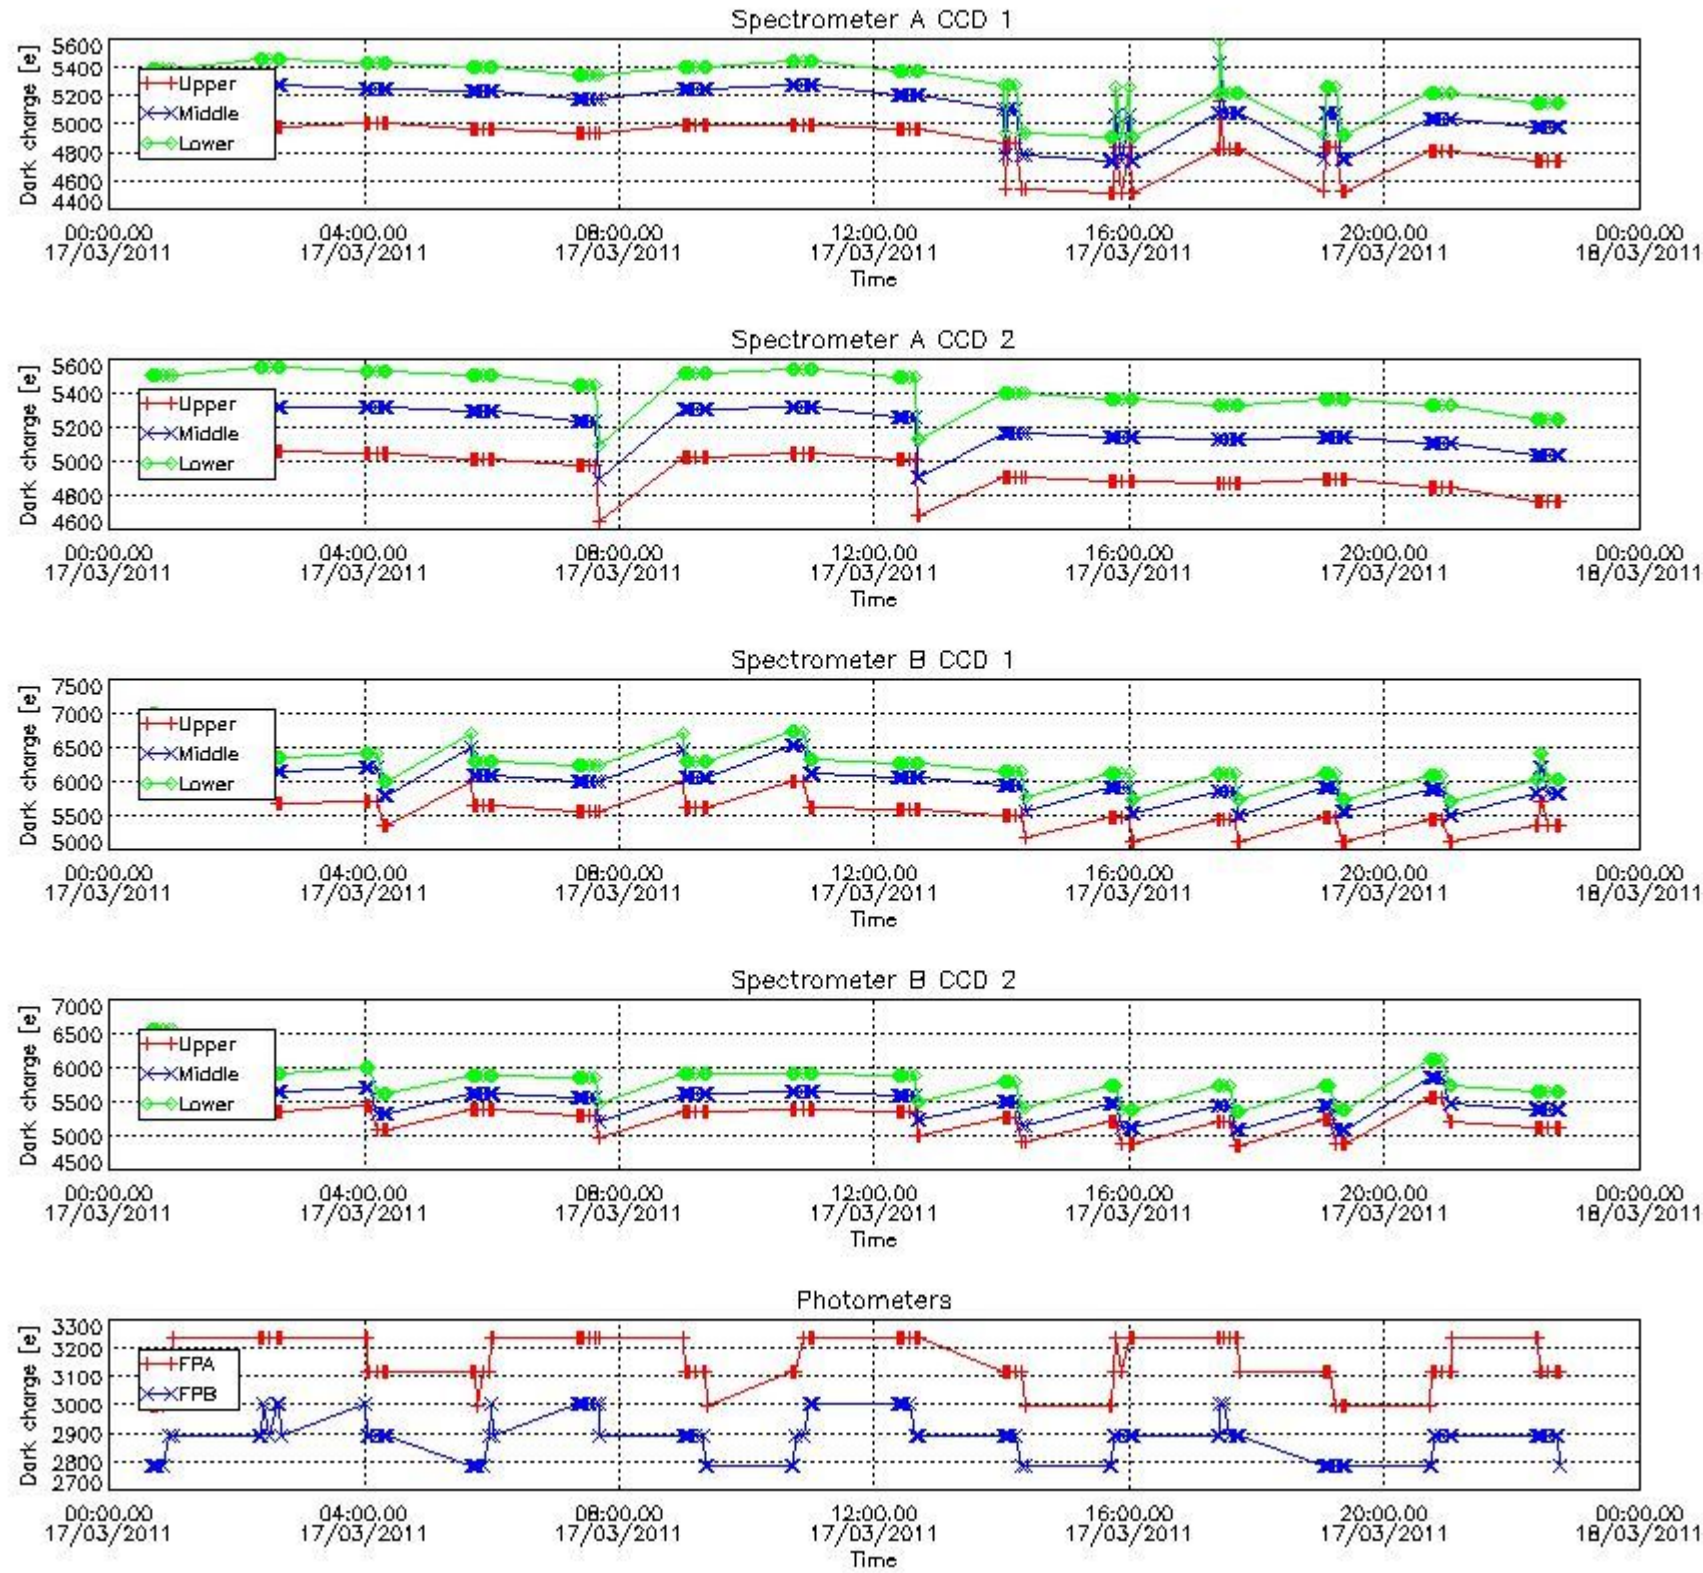 Spectrometer A CCD 1
Dark charge [e]
5600
5400
5200
5000
4800
4600
4400
Upper
Middle
Lower
00:00.00 04:00.00 08:00.00 12:00.00 16:00.00 20:00.00 00:00.00
17/03/2011 17/03/2011 17/03/2011 17/03/2011 17/03/2011 17/03/2011 18/03/2011
Time
Spectrometer A CCD 2
Dark charge [e]
5600
5400
5200
5000
4800
4600
Upper
Middle
Lower
00:00.00 04:00.00 08:00.00 12:00.00 16:00.00 20:00.00 00:00.00
17/03/2011 17/03/2011 17/03/2011 17/03/2011 17/03/2011 17/03/2011 18/03/2011
Time
Spectrometer B CCD 1
Dark charge [e]
7500
7000
6500
6000
5500
5000
Upper
Middle
Lower
00:00.00 04:00.00 08:00.00 12:00.00 16:00.00 20:00.00 00:00.00
17/03/2011 17/03/2011 17/03/2011 17/03/2011 17/03/2011 17/03/2011 18/03/2011
Time
Spectrometer B CCD 2
Dark charge [e]
7000
6500
6000
5500
5000
4500
Upper
Middle
Lower
00:00.00 04:00.00 08:00.00 12:00.00 16:00.00 20:00.00 00:00.00
17/03/2011 17/03/2011 17/03/2011 17/03/2011 17/03/2011 17/03/2011 18/03/2011
Time
Photometers
Dark charge [e]
3300
3200
3100
3000
2900
2800
2700
FPA
FPB
00:00.00 04:00.00 08:00.00 12:00.00 16:00.00 20:00.00 00:00.00
17/03/2011 17/03/2011 17/03/2011 17/03/2011 17/03/2011 17/03/2011 18/03/2011
Time